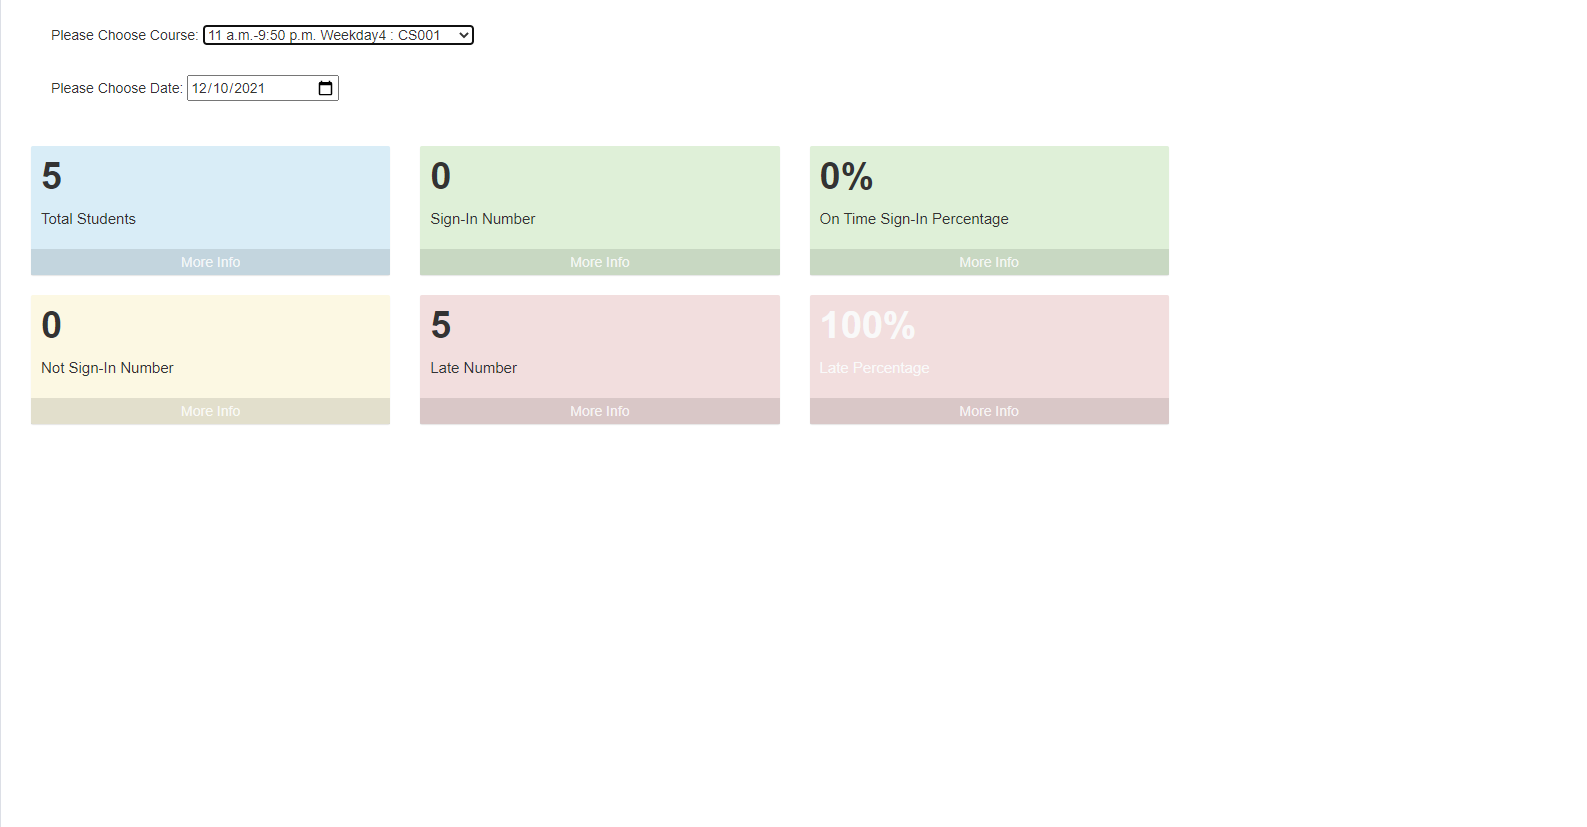 Please Choose Course: 11 a.m.-9:50 p.m. Weekday4 : CS001
Please Choose Date: 12/10/2021
5
Total Students
More Info
0
Sign-In Number
More Info
0%
On Time Sign-In Percentage
More Info
0
Not Sign-In Number
More Info
5
Late Number
More Info
100%
Late Percentage
More Info